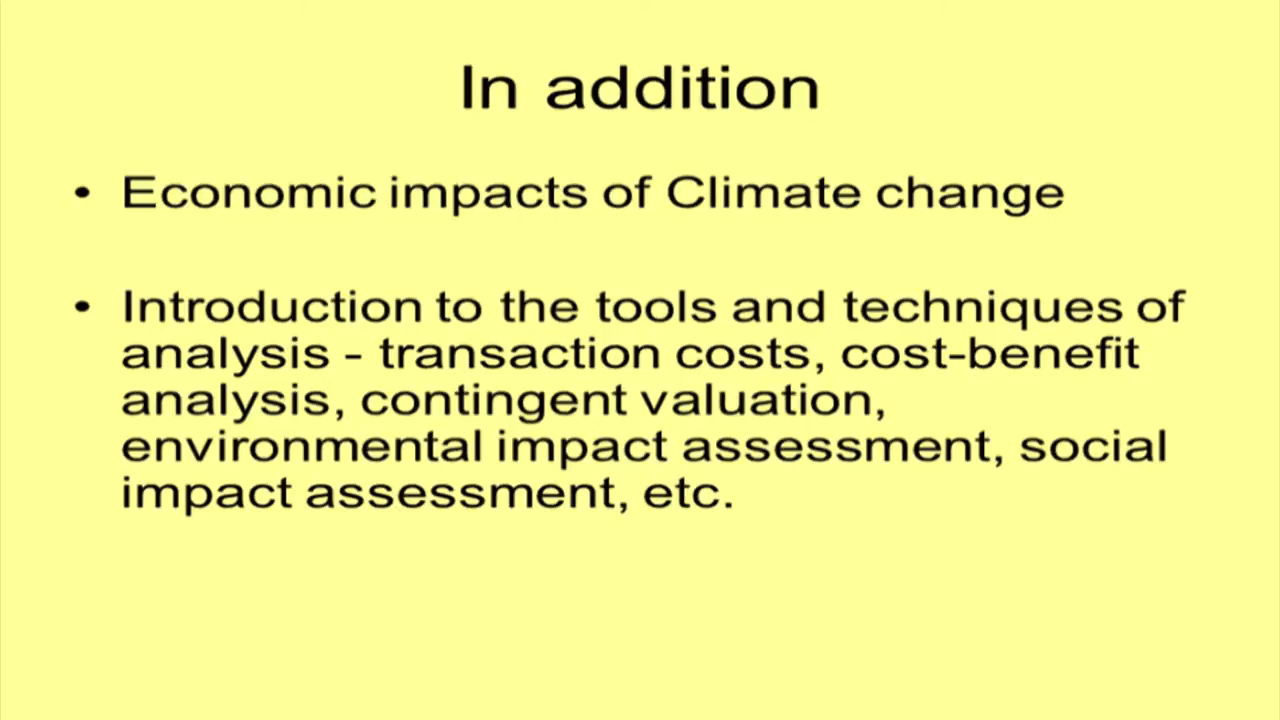 In addition
• Economic impacts of Climate change
• Introduction to the tools and techniques of
analysis - transaction costs, cost-benefit
analysis, contingent valuation,
environmental impact assessment, social
impact assessment, etc.